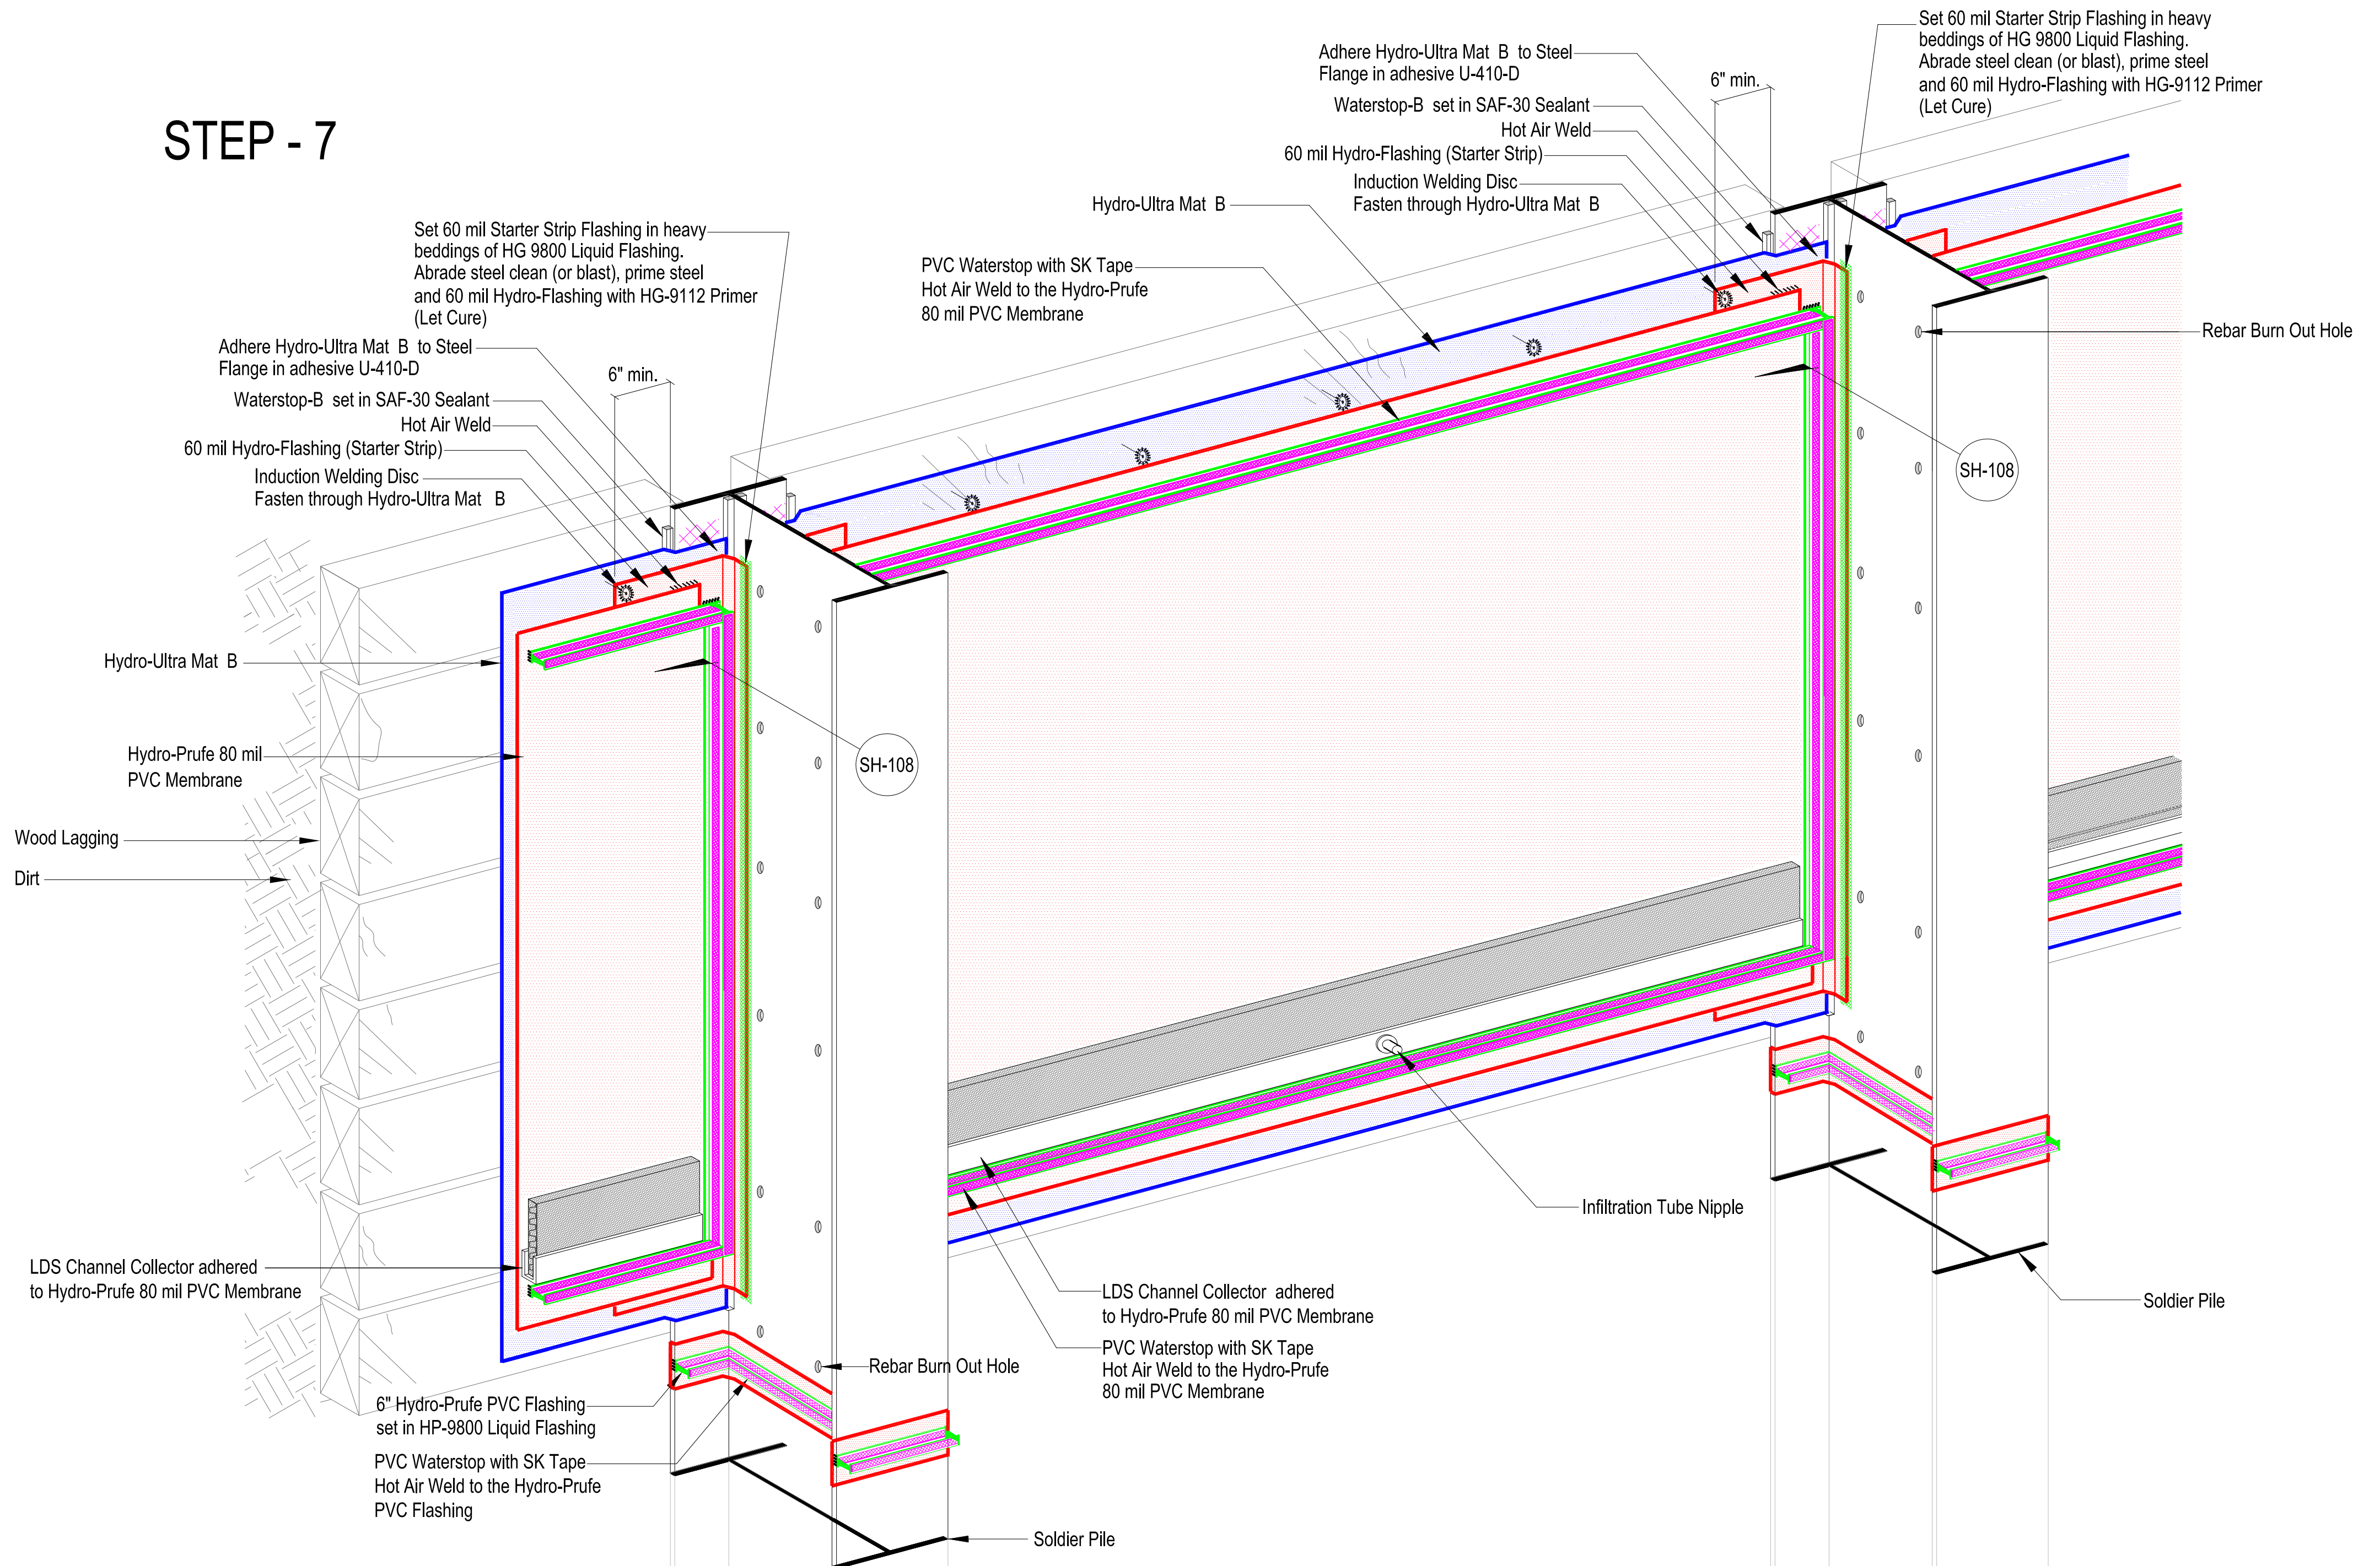 STEP - 7
Set 60 mil Starter Strip Flashing in heavy
beddings of HG 9800 Liquid Flashing.
Abrade steel clean (or blast), prime steel
and 60 mil Hydro-Flashing with HG-9112 Primer
(Let Cure)
Adhere Hydro-Ultra Mat B to Steel
Flange in adhesive U-410-D
6" min.
Waterstop-B set in SAF-30 Sealant
Hot Air Weld
60 mil Hydro-Flashing (Starter Strip)
Induction Welding Disc
Fasten through Hydro-Ultra Mat B
Hydro-Ultra Mat B
PVC Waterstop with SK Tape
Hot Air Weld to the Hydro-Prufe
80 mil PVC Membrane
Rebar Burn Out Hole
SH-108
Set 60 mil Starter Strip Flashing in heavy
beddings of HG 9800 Liquid Flashing.
Abrade steel clean (or blast), prime steel
and 60 mil Hydro-Flashing with HG-9112 Primer
(Let Cure)
Adhere Hydro-Ultra Mat B to Steel
Flange in adhesive U-410-D
6" min.
Waterstop-B set in SAF-30 Sealant
Hot Air Weld
60 mil Hydro-Flashing (Starter Strip)
Induction Welding Disc
Fasten through Hydro-Ultra Mat B
Hydro-Ultra Mat B
SH-108
Hydro-Prufe 80 mil
PVC Membrane
Wood Lagging
Dirt
LDS Channel Collector adhered
to Hydro-Prufe 80 mil PVC Membrane
Infiltration Tube Nipple
LDS Channel Collector adhered
to Hydro-Prufe 80 mil PVC Membrane
PVC Waterstop with SK Tape
Hot Air Weld to the Hydro-Prufe
80 mil PVC Membrane
Soldier Pile
Rebar Burn Out Hole
6" Hydro-Prufe PVC Flashing
set in HP-9800 Liquid Flashing
PVC Waterstop with SK Tape
Hot Air Weld to the Hydro-Prufe
PVC Flashing
Soldier Pile